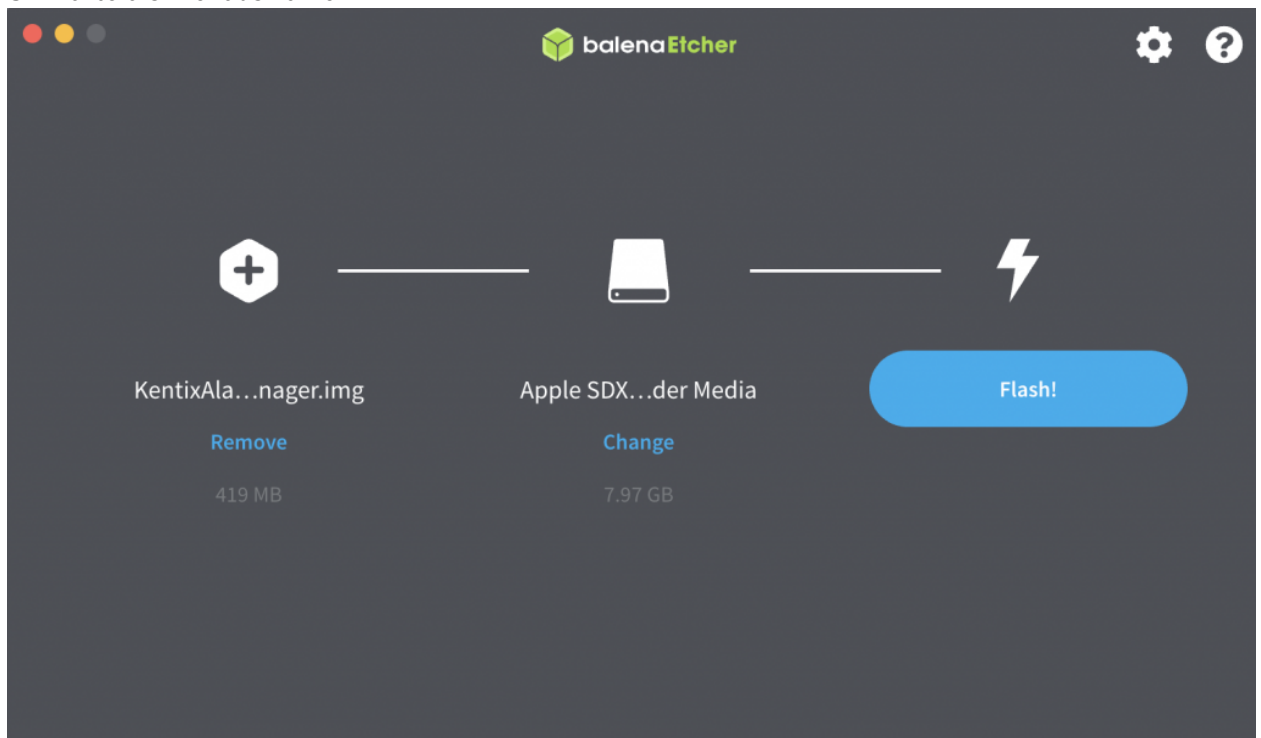 balenaEtcher
KentixAla...nager.img
Apple SDX...der Media
Flash!
Remove
Change
419 MB
7.97 GB